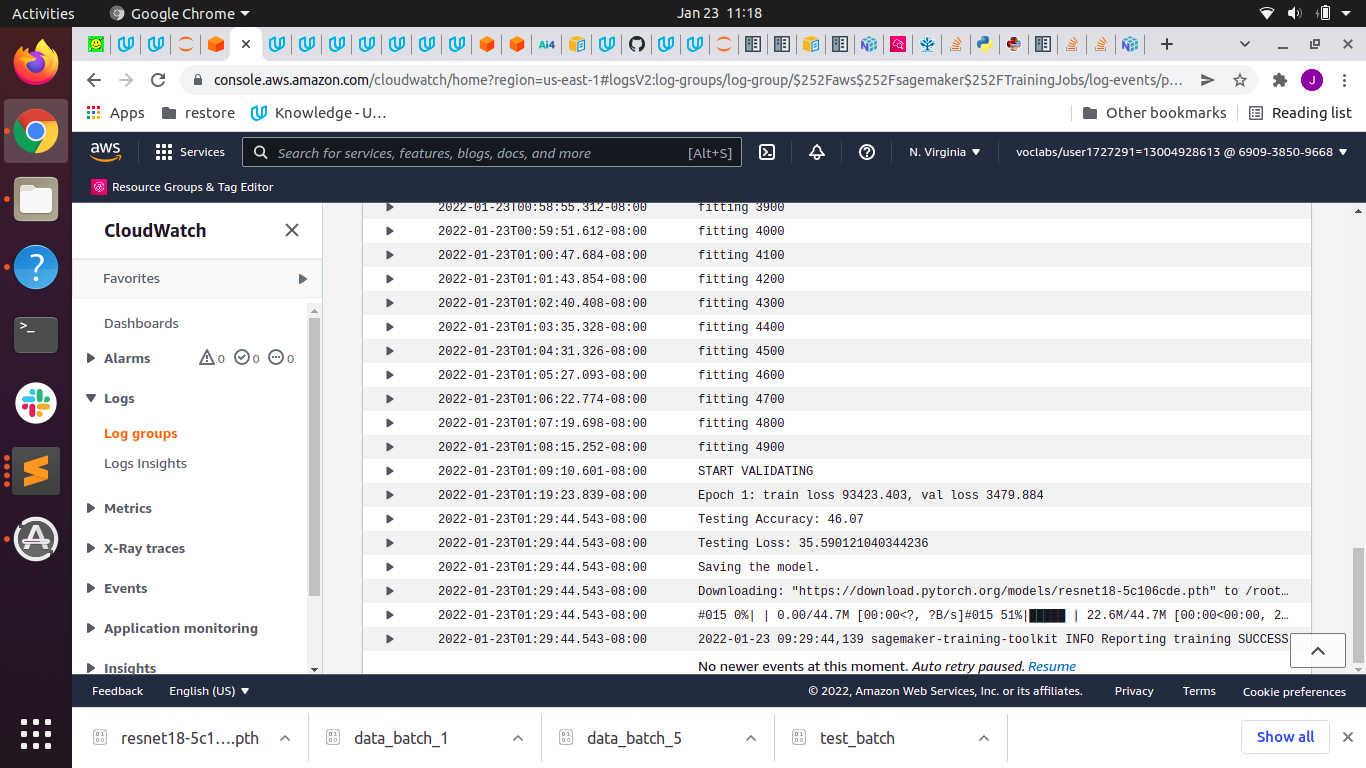 Activities Google Chrome Jan 23 11:18
Ai4
console.aws.amazon.com/cloudwatch/home?region=us-east-1#logsV2:log-groups/log-group/$252Faws$252Fsagemaker$252FTrainingJobs/log-events/p… J
Apps restore Knowledge - U… Other bookmarks Reading list
aws Services Search for services, features, blogs, docs, and more [Alt+S] N. Virginia voclabs/user1727291=13004928613 @ 6909-3850-9668
Resource Groups & Tag Editor
CloudWatch
Favorites
Dashboards
Alarms 0 0 0
Logs
Log groups
Logs Insights
Metrics
X-Ray traces
Events
Application monitoring
Insights
2022-01-23T00:58:55.312-08:00 fitting 3900
2022-01-23T00:59:51.612-08:00 fitting 4000
2022-01-23T01:00:47.684-08:00 fitting 4100
2022-01-23T01:01:43.854-08:00 fitting 4200
2022-01-23T01:02:40.408-08:00 fitting 4300
2022-01-23T01:03:35.328-08:00 fitting 4400
2022-01-23T01:04:31.326-08:00 fitting 4500
2022-01-23T01:05:27.093-08:00 fitting 4600
2022-01-23T01:06:22.774-08:00 fitting 4700
2022-01-23T01:07:19.698-08:00 fitting 4800
2022-01-23T01:08:15.252-08:00 fitting 4900
2022-01-23T01:09:10.601-08:00 START VALIDATING
2022-01-23T01:19:23.839-08:00 Epoch 1: train loss 93423.403, val loss 3479.884
2022-01-23T01:29:44.543-08:00 Testing Accuracy: 46.07
2022-01-23T01:29:44.543-08:00 Testing Loss: 35.590121040344236
2022-01-23T01:29:44.543-08:00 Saving the model.
2022-01-23T01:29:44.543-08:00 Downloading: "https://download.pytorch.org/models/resnet18-5c106cde.pth" to /root…
2022-01-23T01:29:44.543-08:00 #015 0%| | 0.00/44.7M [00:00<?, ?B/s]#015 51%|█████ | 22.6M/44.7M [00:00<00:00, 2…
2022-01-23T01:29:44.543-08:00 2022-01-23 09:29:44,139 sagemaker-training-toolkit INFO Reporting training SUCCESS
No newer events at this moment. Auto retry paused. Resume
Feedback English (US) © 2022, Amazon Web Services, Inc. or its affiliates. Privacy Terms Cookie preferences
resnet18-5c1….pth data_batch_1 data_batch_5 test_batch Show all